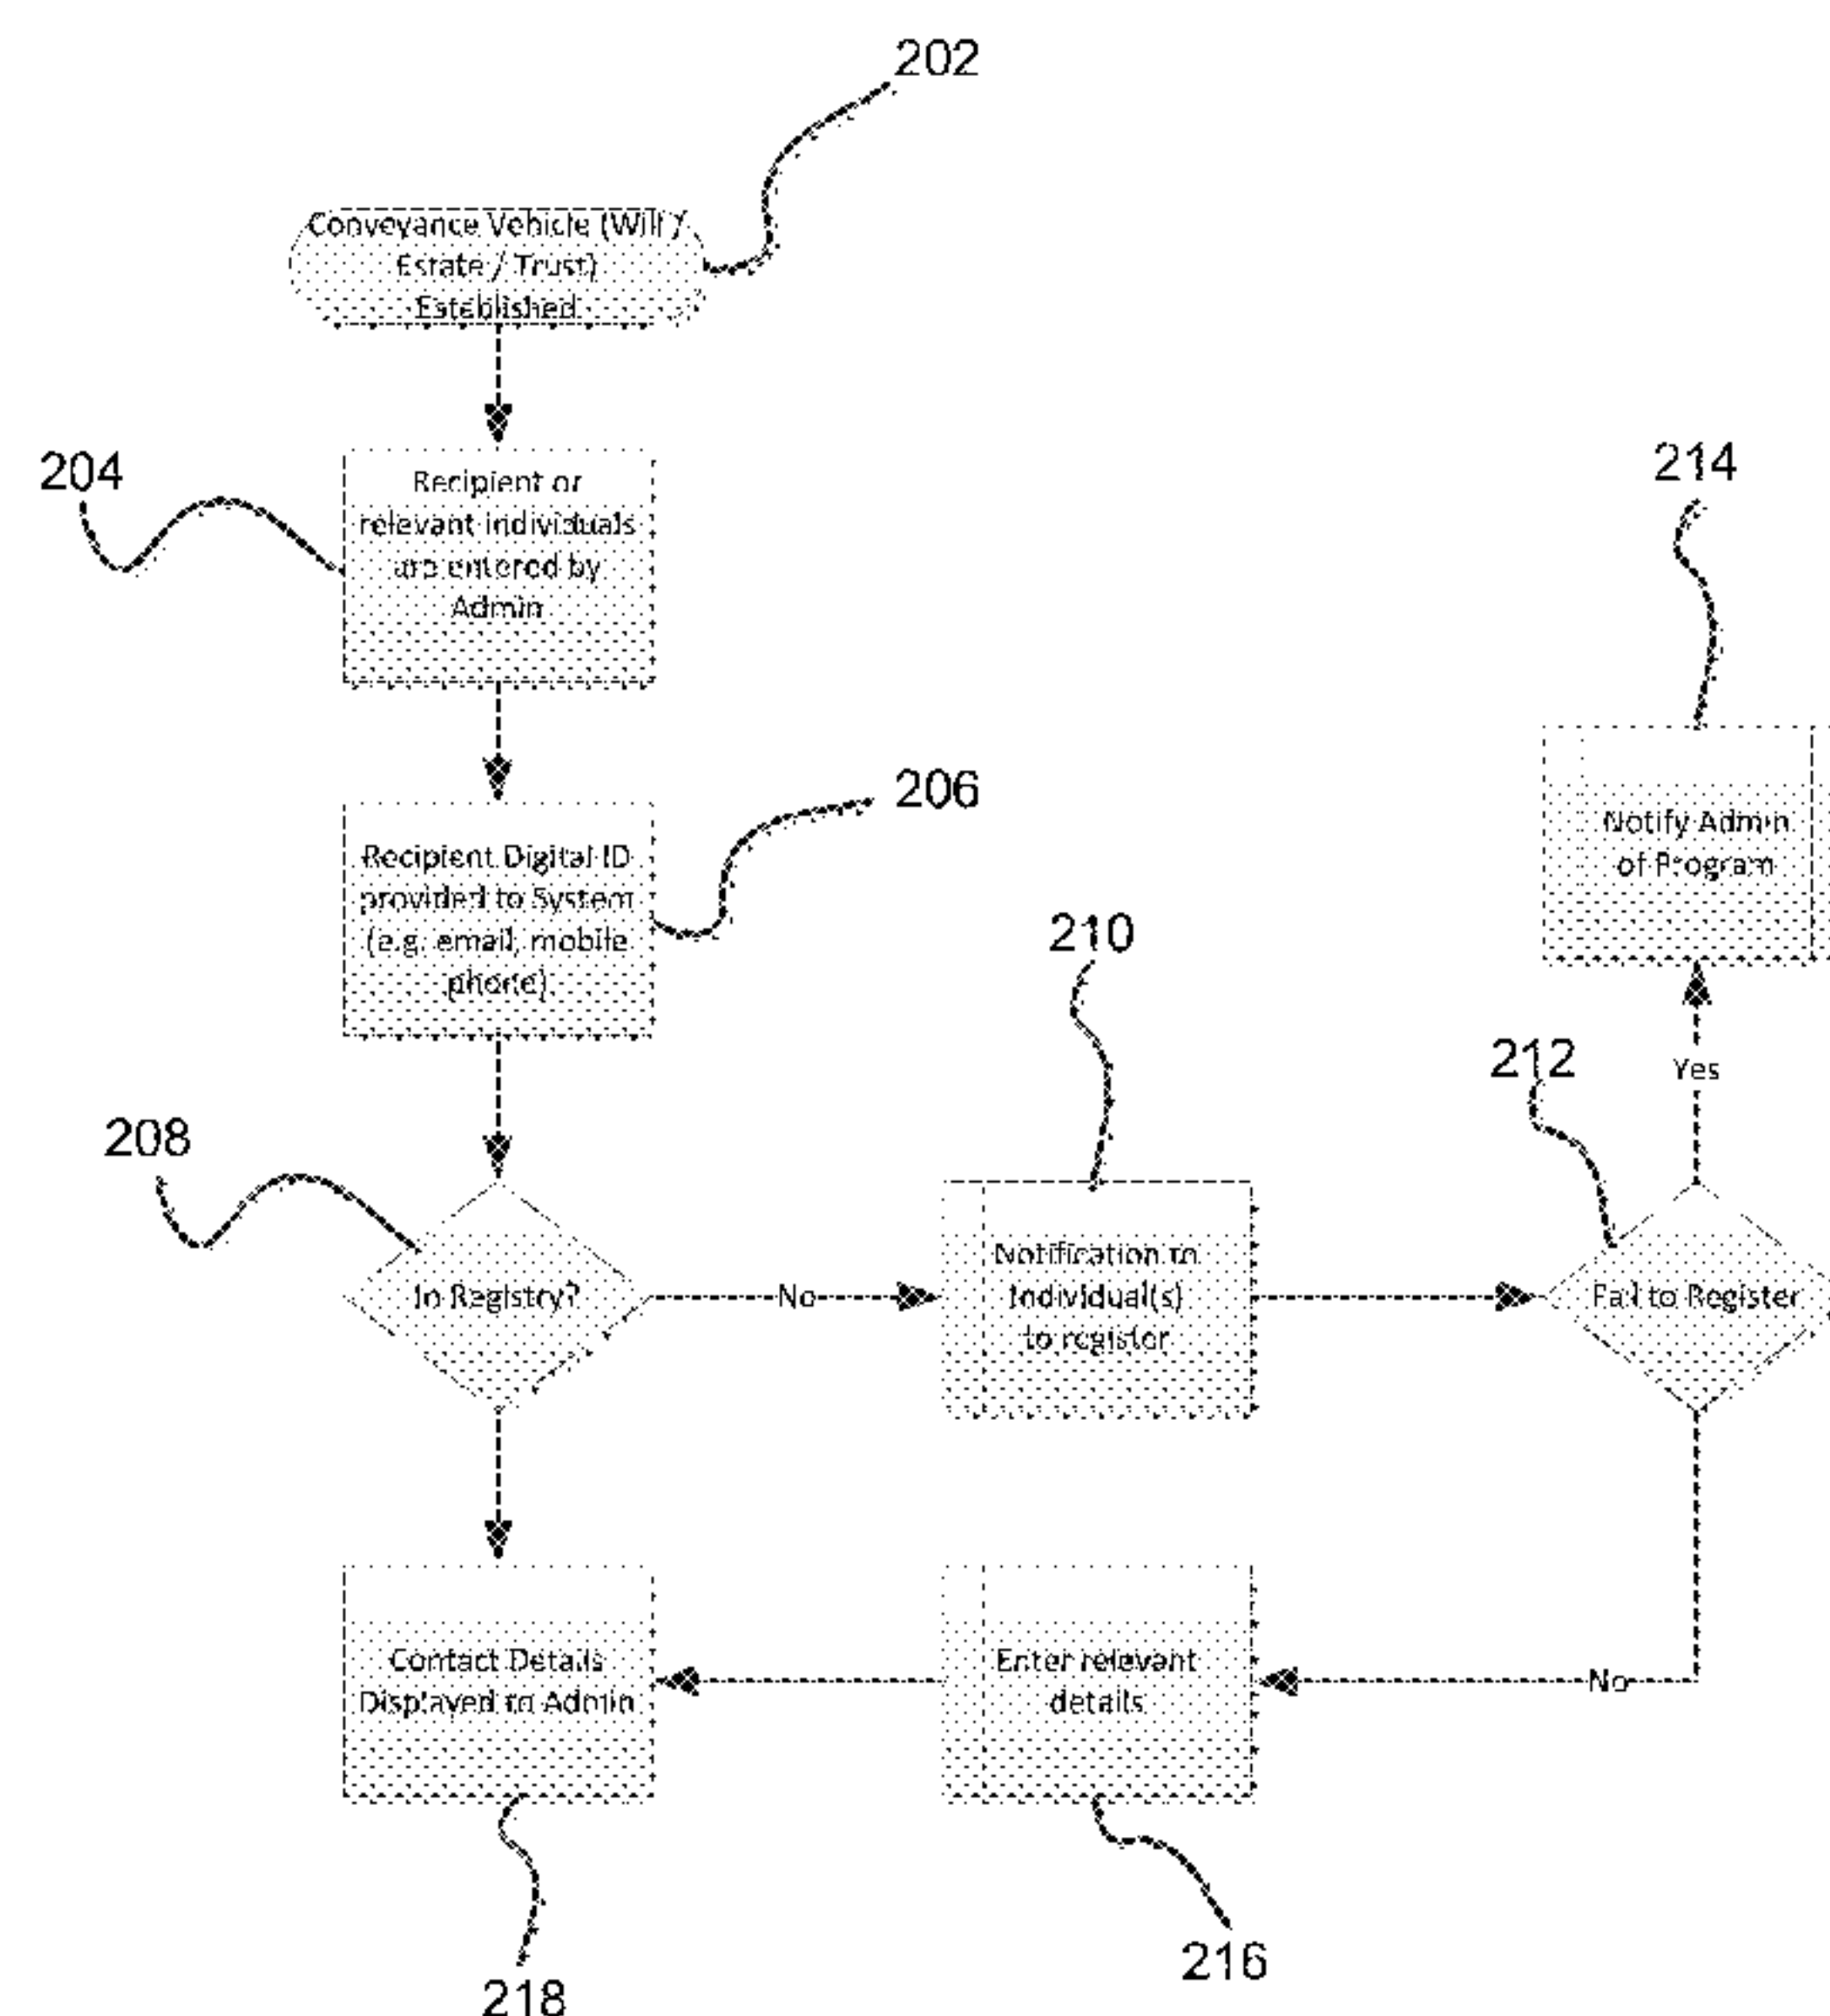 202
Conveyance Vehicle (Will /
Estate / Trust)
Established
204
Recipient or
relevant individuals
are entered by
Admin
206
Recipient Digital ID
provided to System
(e.g. email, mobile
phone)
208
In Registry?
No
210
Notification to
Individual(s)
to register
212
Fail to Register
Yes
214
Notify Admin
of Program
No
216
Enter relevant
details
218
Contact Details
Displayed to Admin